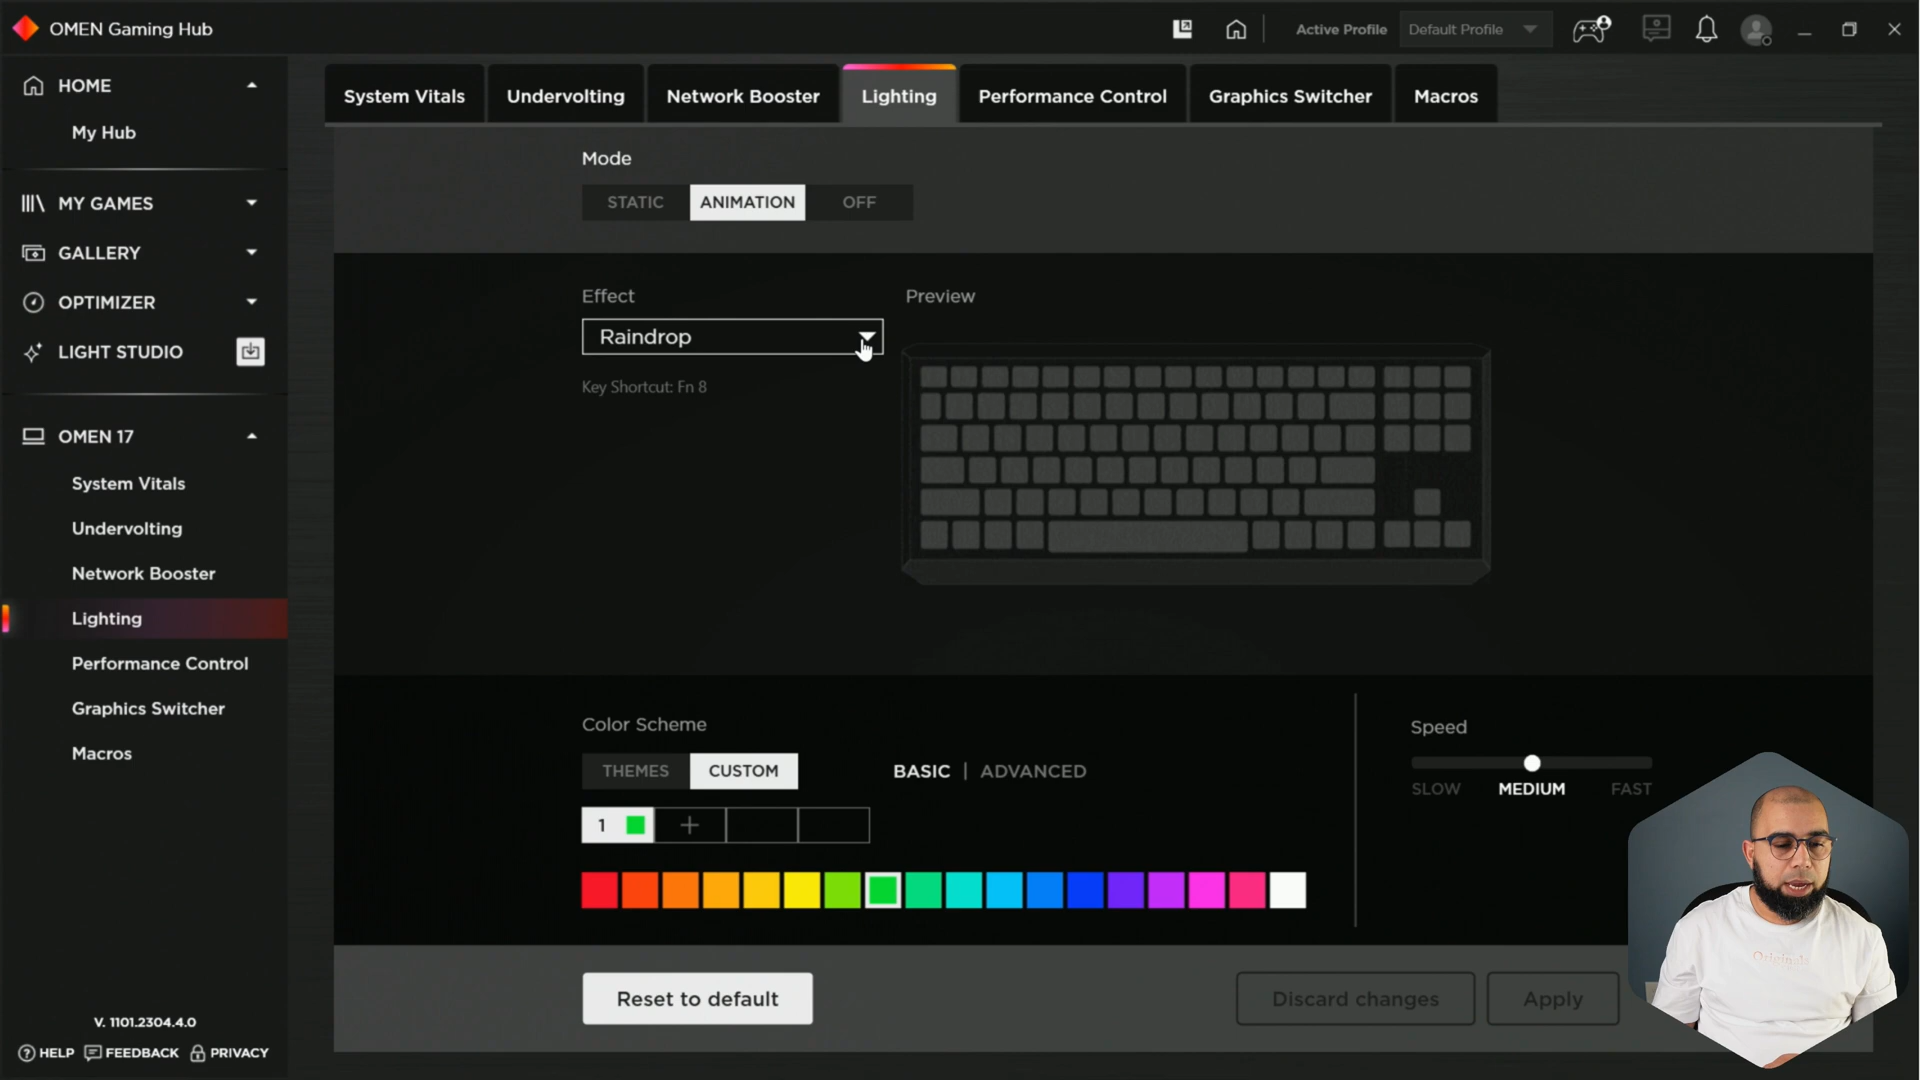 OMEN Gaming Hub
Active Profile
Default Profile
HOME
My Hub
MY GAMES
GALLERY
OPTIMIZER
LIGHT STUDIO
OMEN 17
System Vitals
Undervolting
Network Booster
Lighting
Performance Control
Graphics Switcher
Macros
V. 1101.2304.4.0
HELP FEEDBACK PRIVACY
System Vitals Undervolting Network Booster Lighting Performance Control Graphics Switcher Macros
Mode
STATIC ANIMATION OFF
Effect
Raindrop
Key Shortcut: Fn 8
Preview
Color Scheme
THEMES CUSTOM BASIC | ADVANCED
1 +
Speed
SLOW MEDIUM FAST
Reset to default Discard changes Apply
Originals